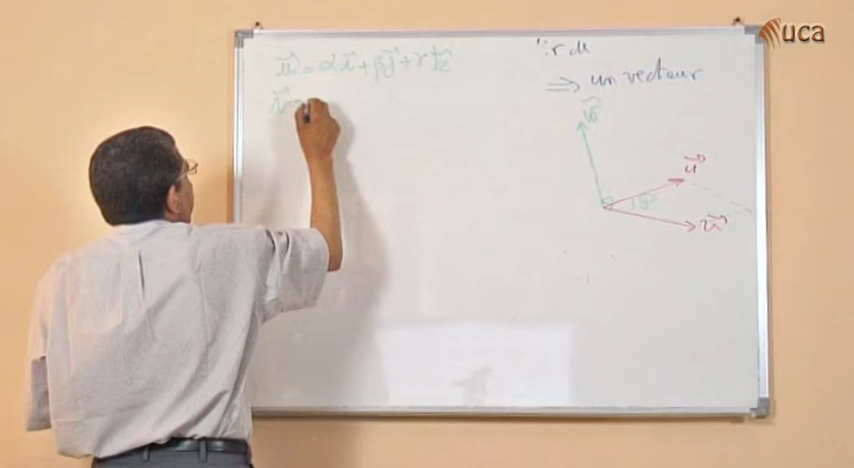 uca
u⃗ = αi⃗ + βj⃗ + γk⃗
v⃗ =
⇒ un vecteur
w⃗
u⃗
v⃗